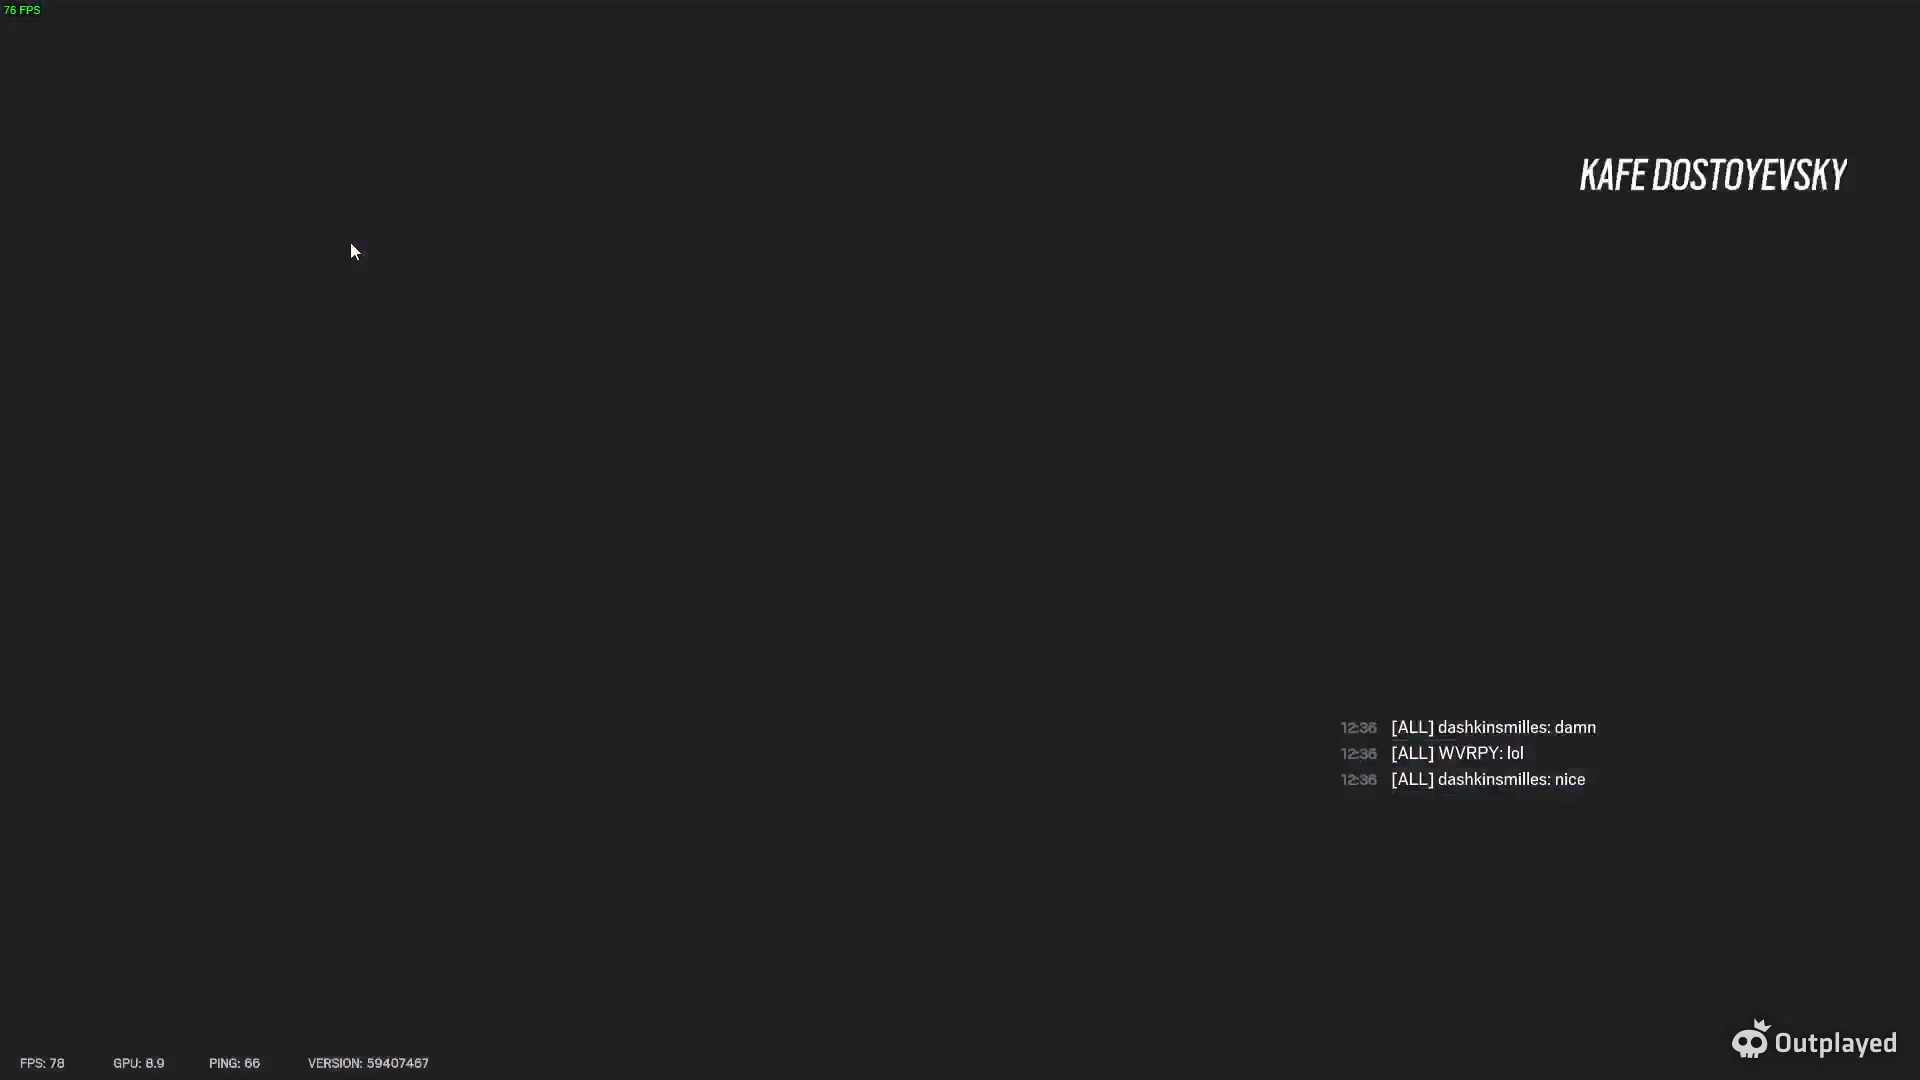 76 FPS
KAFE DOSTOYEVSKY
12:36 [ALL] dashkinsmilles: damn
12:36 [ALL] WVRPY: lol
12:36 [ALL] dashkinsmilles: nice
FPS: 78 GPU: 8.9 PING: 66 VERSION: 59407467
Outplayed